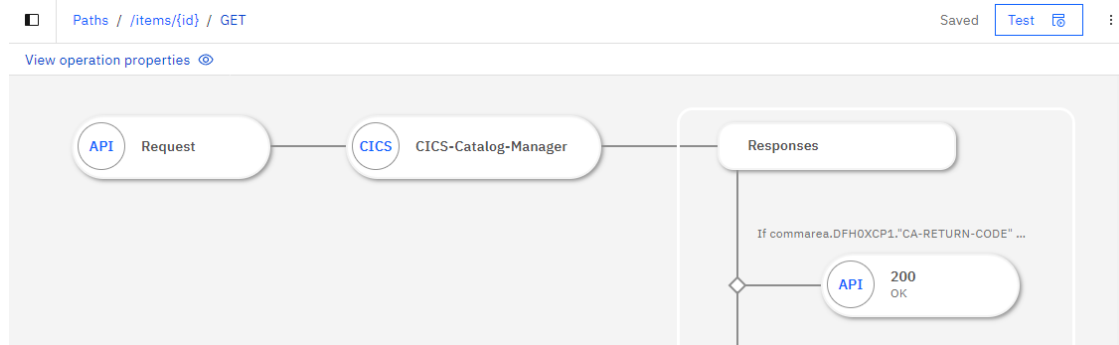 Paths / /items/{id} / GET
Saved
Test
View operation properties
API Request
CICS CICS-Catalog-Manager
Responses
If commarea.DFH0XCP1."CA-RETURN-CODE" ...
API 200
OK